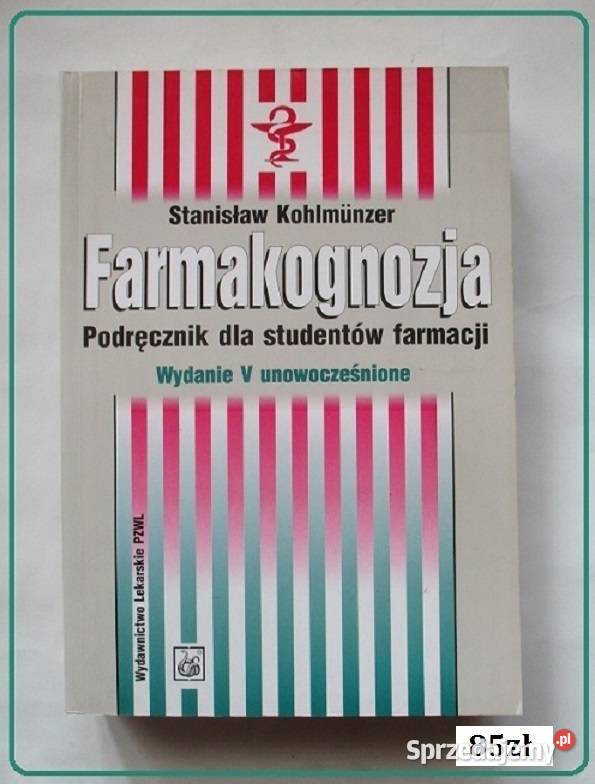 Stanisław Kohlmünzer
Farmakognozja
Podręcznik dla studentów farmacji
Wydanie V unowocześnione
Wydawnictwo Lekarskie PZWL
85zł
Sprzedajemy.pl